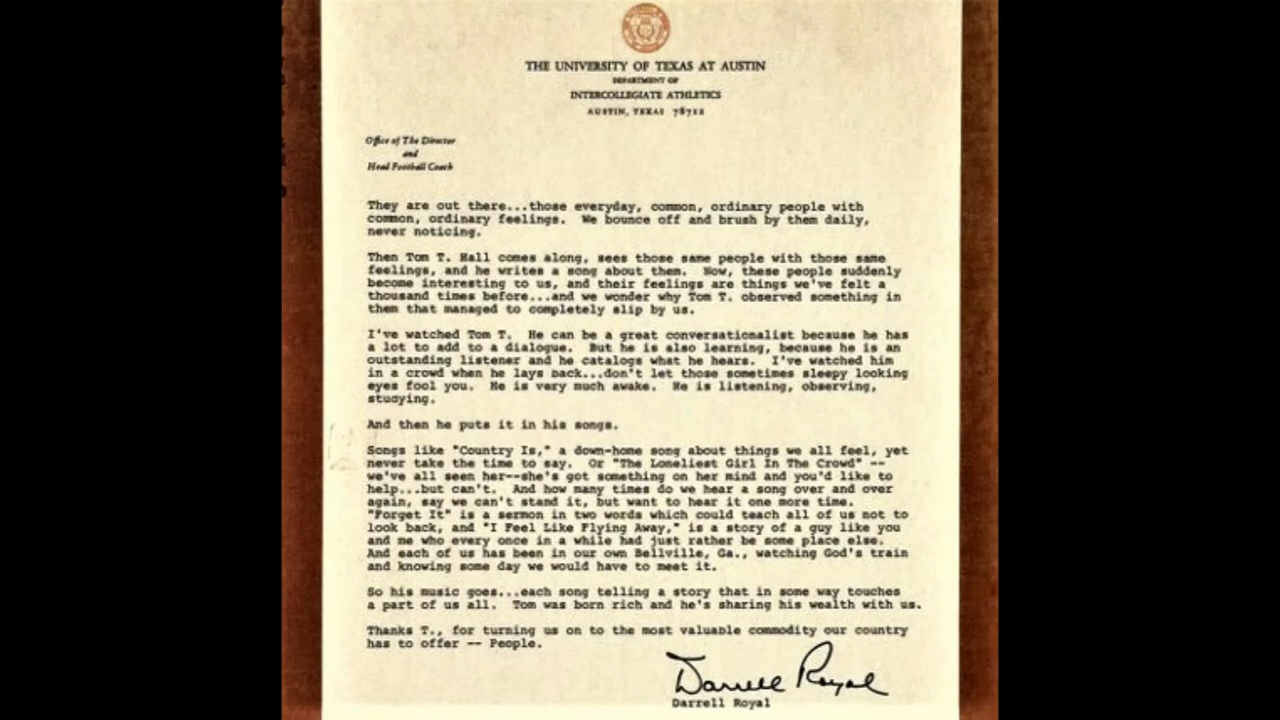 THE UNIVERSITY OF TEXAS AT AUSTIN
DEPARTMENT OF
INTERCOLLEGIATE ATHLETICS
AUSTIN, TEXAS 78712
Office of The Director
and
Head Football Coach
They are out there...those everyday, common, ordinary people with
common, ordinary feelings. We bounce off and brush by them daily,
never noticing.
Then Tom T. Hall comes along, sees those same people with those same
feelings, and he writes a song about them. Now, these people suddenly
become interesting to us, and their feelings are things we've felt a
thousand times before...and we wonder why Tom T. observed something in
them that managed to completely slip by us.
I've watched Tom T. He can be a great conversationalist because he has
a lot to add to a dialogue. But he is also learning, because he is an
outstanding listener and he catalogs what he hears. I've watched him
in a crowd when he lays back...don't let those sometimes sleepy looking
eyes fool you. He is very much awake. He is listening, observing,
studying.
And then he puts it in his songs.
Songs like "Country Is," a down-home song about things we all feel, yet
never take the time to say. Or "The Loneliest Girl In The Crowd" --
we've all seen her--she's got something on her mind and you'd like to
help...but can't. And how many times do we hear a song over and over
again, say we can't stand it, but want to hear it one more time.
"Forget It" is a sermon in two words which could teach all of us not to
look back, and "I Feel Like Flying Away," is a story of a guy like you
and me who every once in a while had just rather be some place else.
And each of us has been in our own Bellville, Ga., watching God's train
and knowing some day we would have to meet it.
So his music goes...each song telling a story that in some way touches
a part of us all. Tom was born rich and he's sharing his wealth with us.
Thanks T., for turning us on to the most valuable commodity our country
has to offer -- People.
Darrell Royal
Darrell Royal